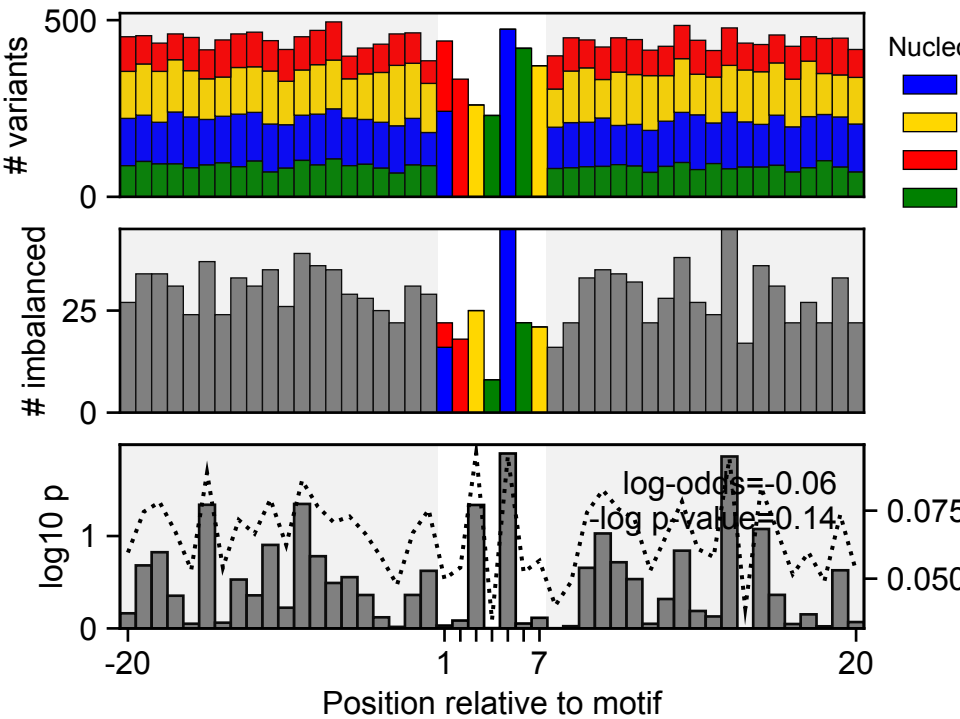 500
# variants
0
Nucleo
25
# imbalanced
0
log-odds=-0.06
-log p-value=0.14
1
log10 p
0
0.075
0.050
-20
1
7
20
Position relative to motif